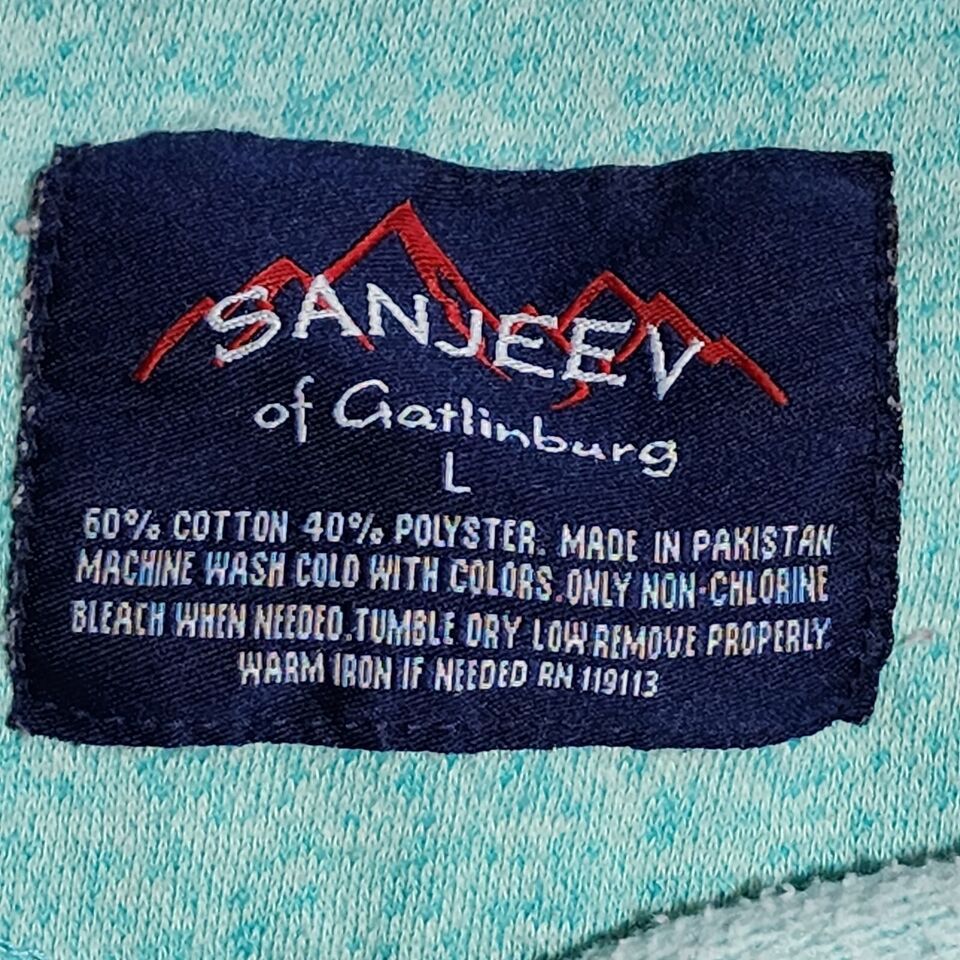 SANJEEV
of Gatlinburg
L
60% COTTON 40% POLYSTER. MADE IN PAKISTAN
MACHINE WASH COLD WITH COLORS.ONLY NON-CHLORINE
BLEACH WHEN NEEDED.TUMBLE DRY LOW REMOVE PROPERLY.
WARM IRON IF NEEDED RN 119113